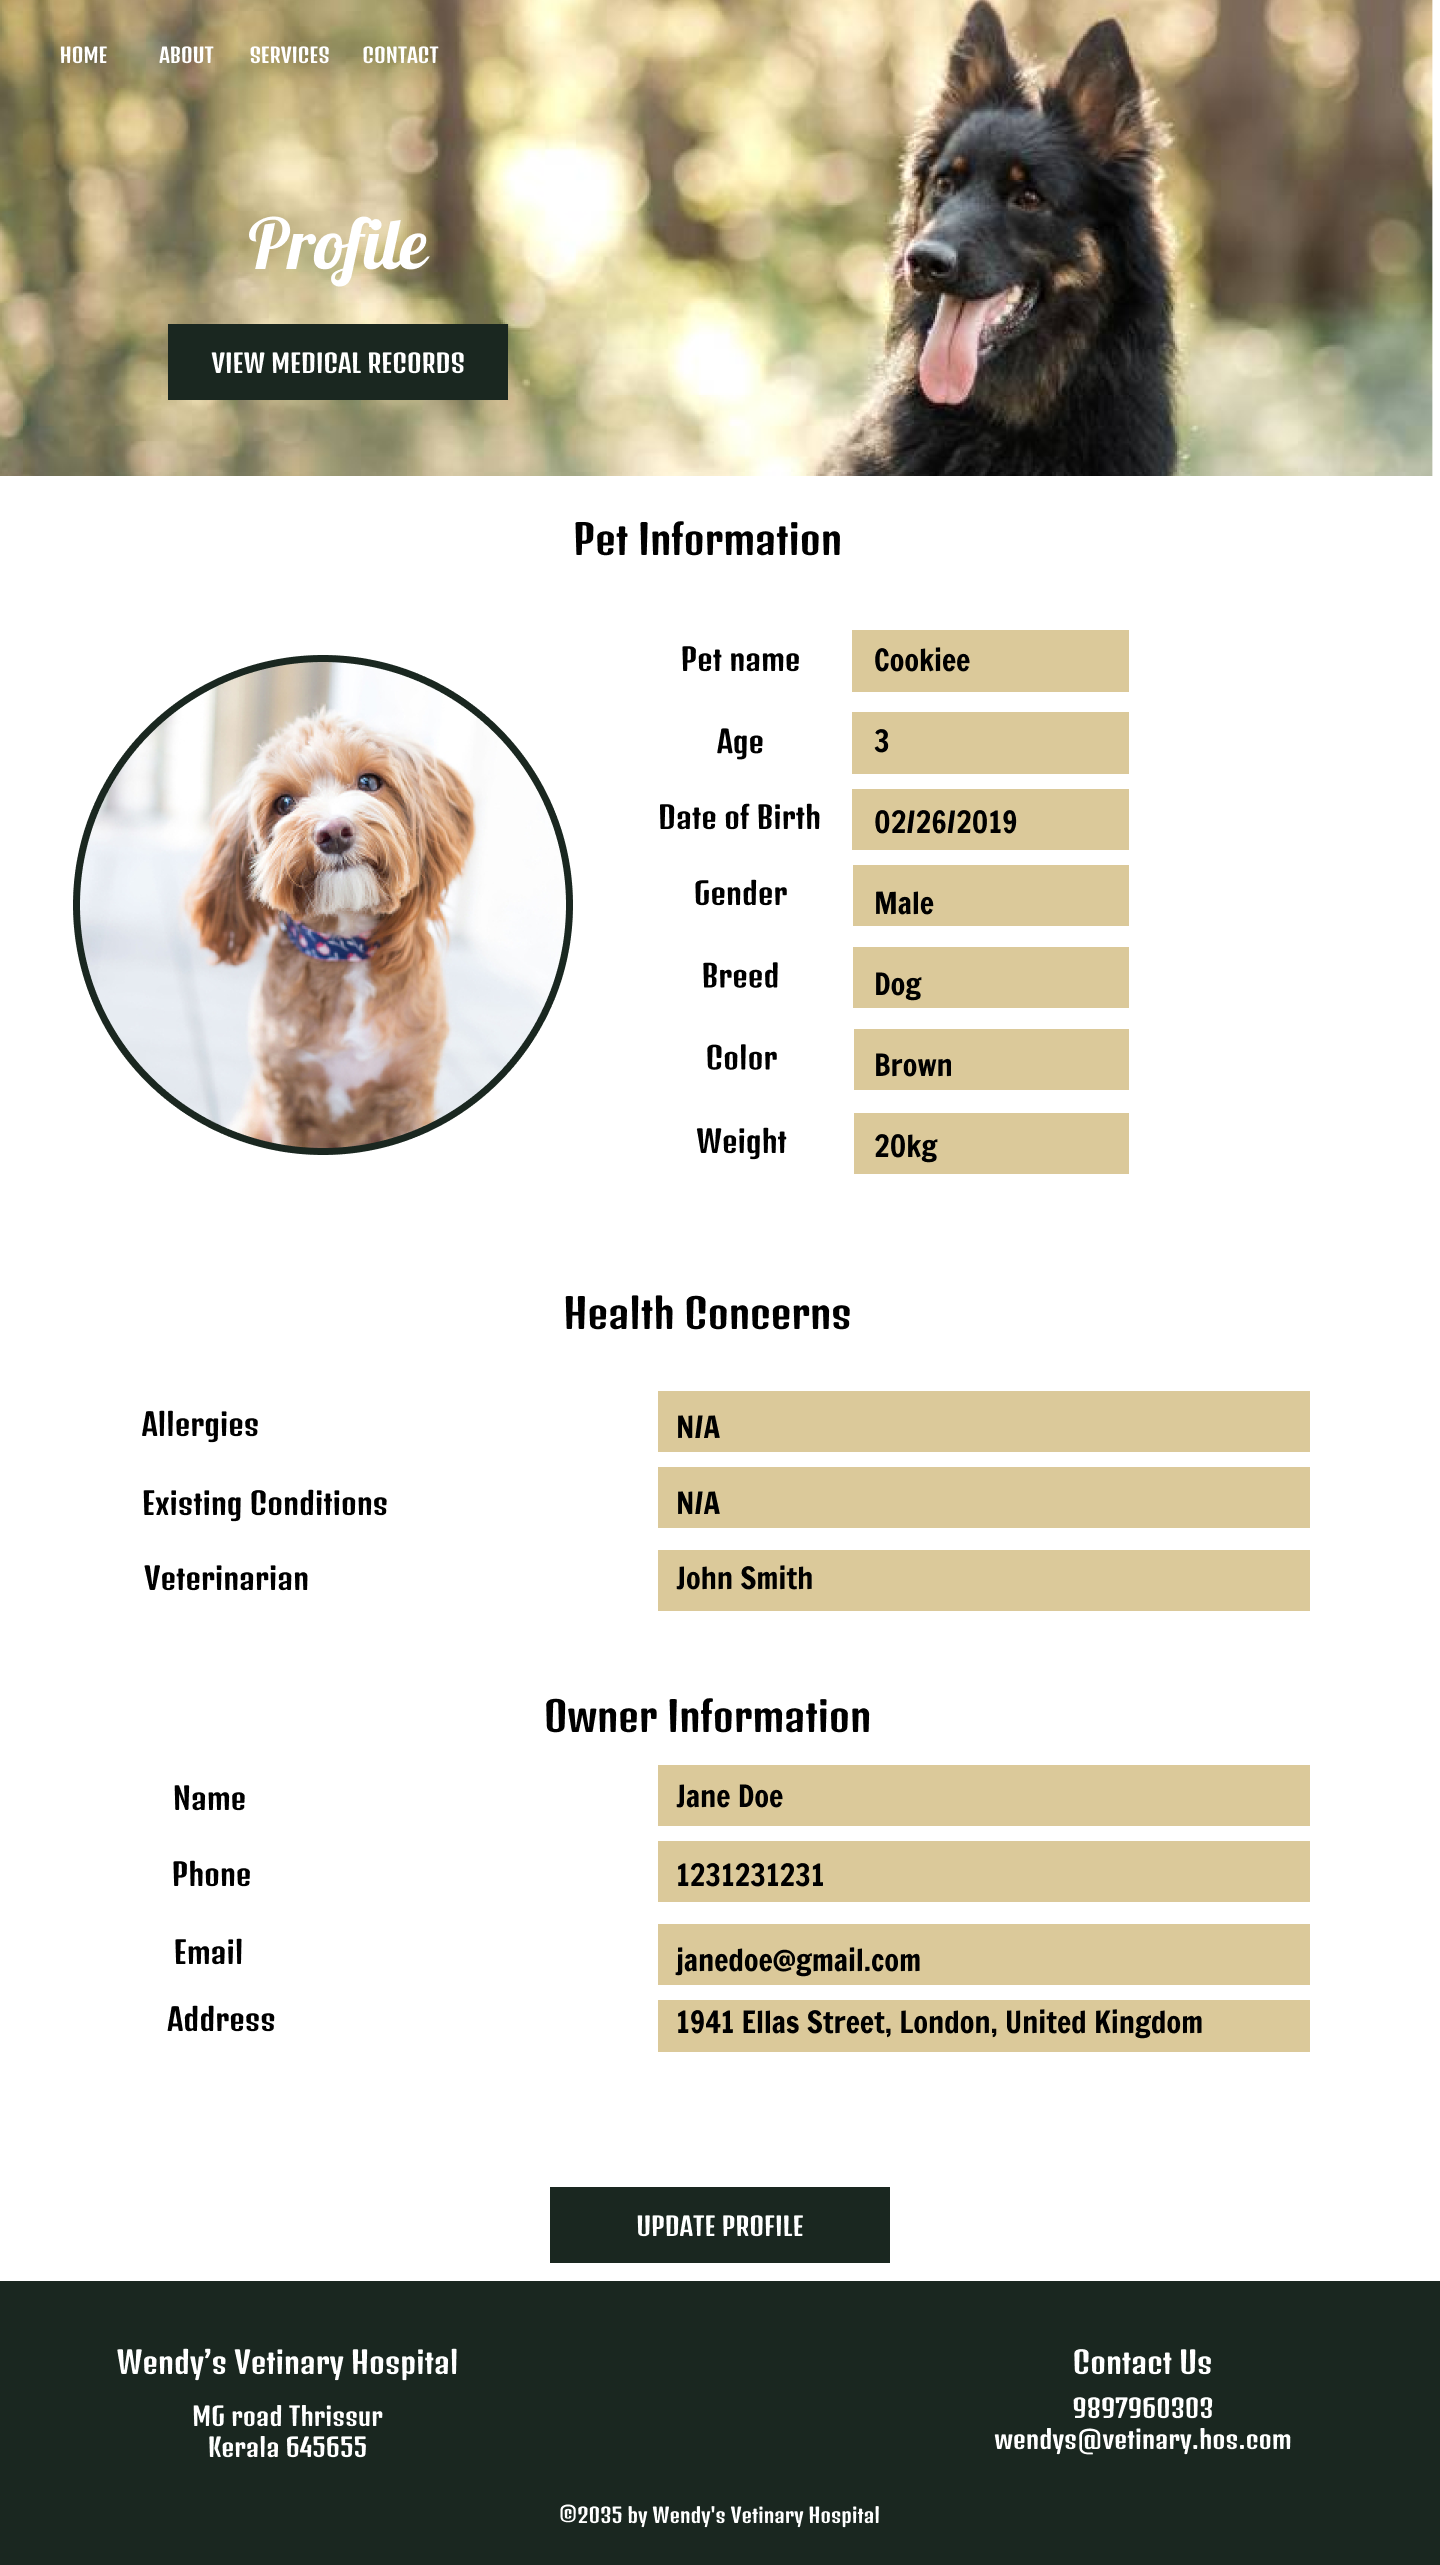 HOME ABOUT SERVICES CONTACT
Profile
VIEW MEDICAL RECORDS
Pet Information
Pet name Cookiee
Age 3
Date of Birth 02/26/2019
Gender Male
Breed Dog
Color Brown
Weight 20kg
Health Concerns
Allergies N/A
Existing Conditions N/A
Veterinarian John Smith
Owner Information
Name Jane Doe
Phone 1231231231
Email janedoe@gmail.com
Address 1941 Ellas Street, London, United Kingdom
UPDATE PROFILE
Wendy’s Vetinary Hospital
MG road Thrissur
Kerala 645655
Contact Us
9897960303
wendys@vetinary.hos.com
©2035 by Wendy's Vetinary Hospital